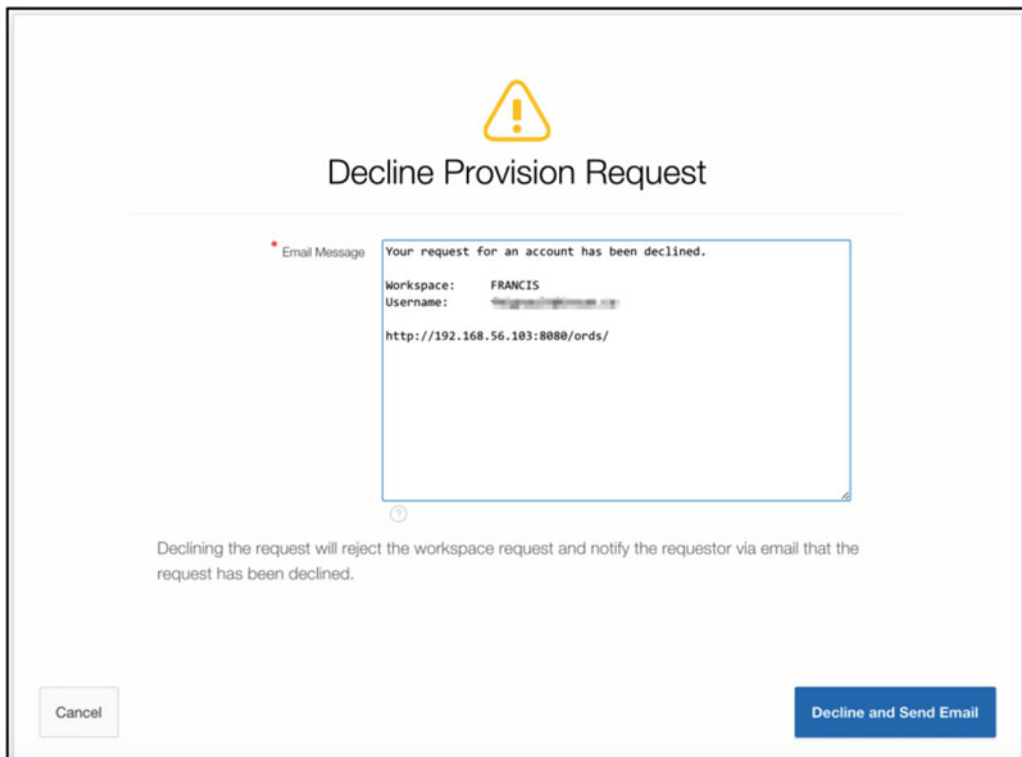 Decline Provision Request
* Email Message
Your request for an account has been declined.
Workspace: FRANCIS
Username:
http://192.168.56.103:8080/ords/
?
Declining the request will reject the workspace request and notify the requestor via email that the
request has been declined.
Cancel
Decline and Send Email